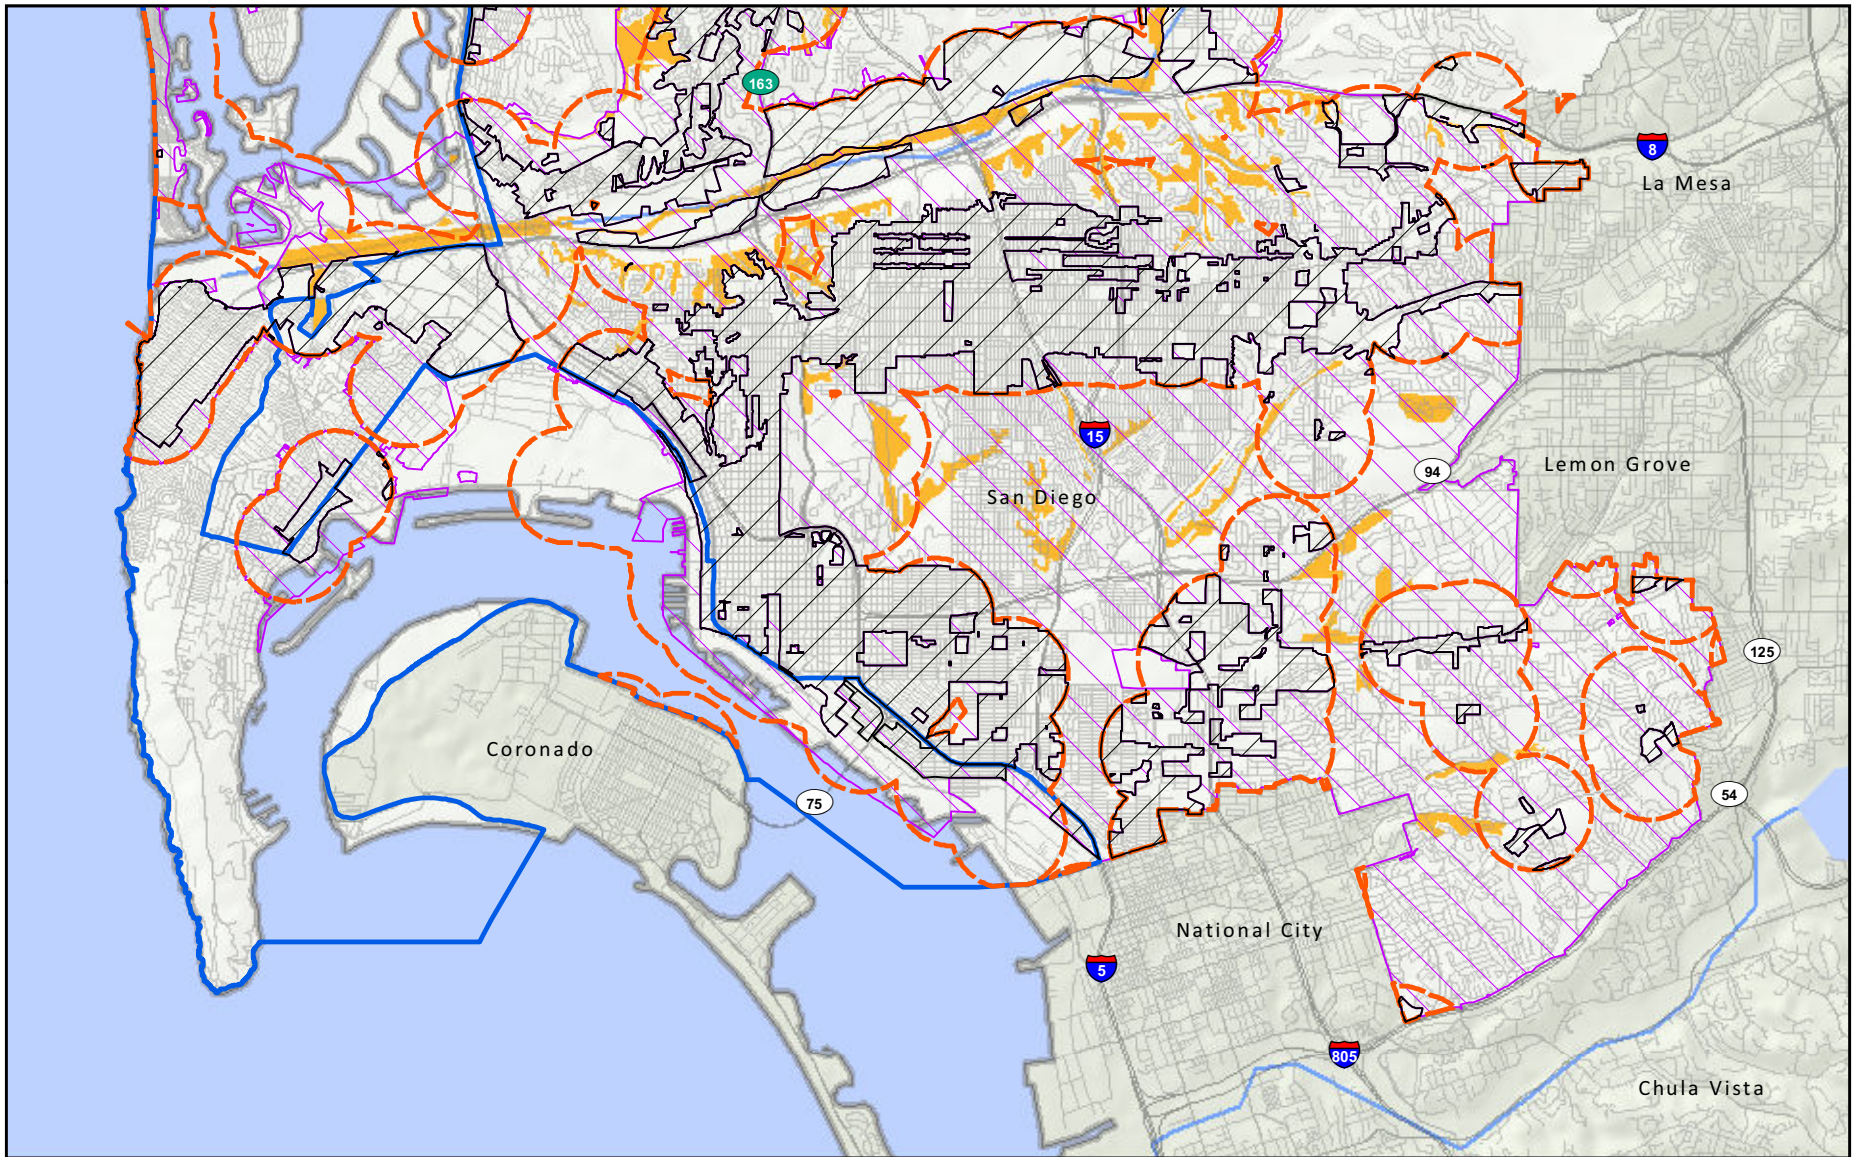 163
8
La Mesa
15
94
Lemon Grove
San Diego
125
Coronado
75
54
National City
5
805
Chula Vista